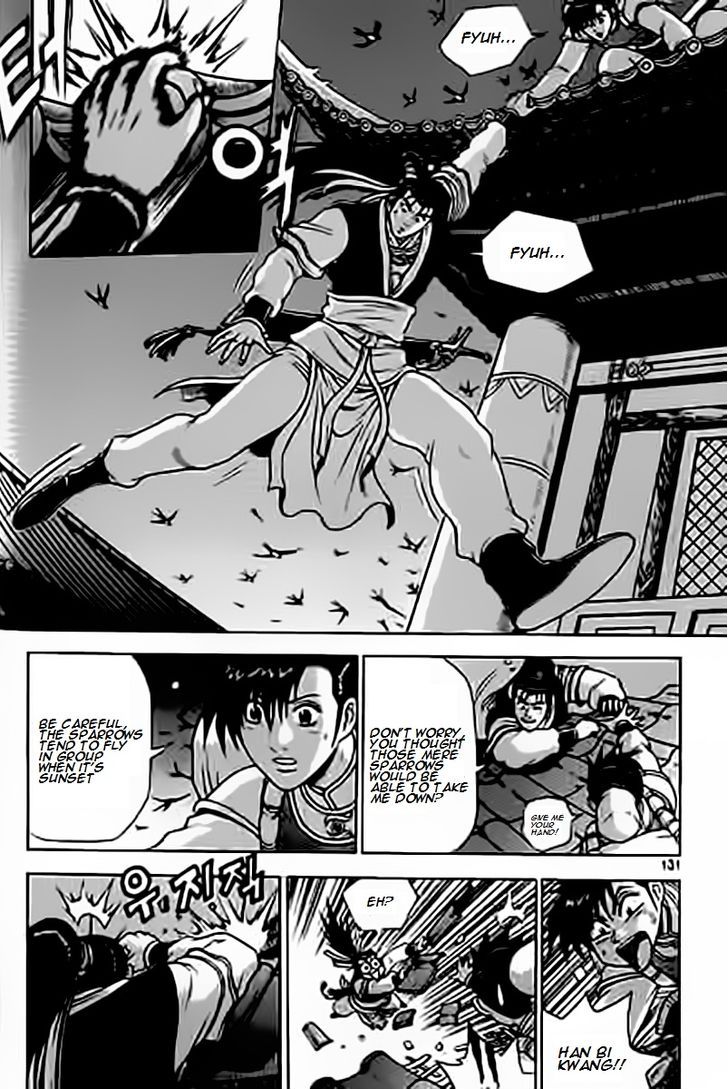 턱
FYUH...
FYUH...
BE CAREFUL,
THE SPARROWS
TEND TO FLY
IN GROUP
WHEN IT'S
SUNSET
DON'T WORRY,
YOU THOUGHT
THOSE MERE
SPARROWS
WOULD BE
ABLE TO TAKE
ME DOWN?
GIVE ME
YOUR
HAND!
131
우지직
EH?
HAN BI
KWANG!!